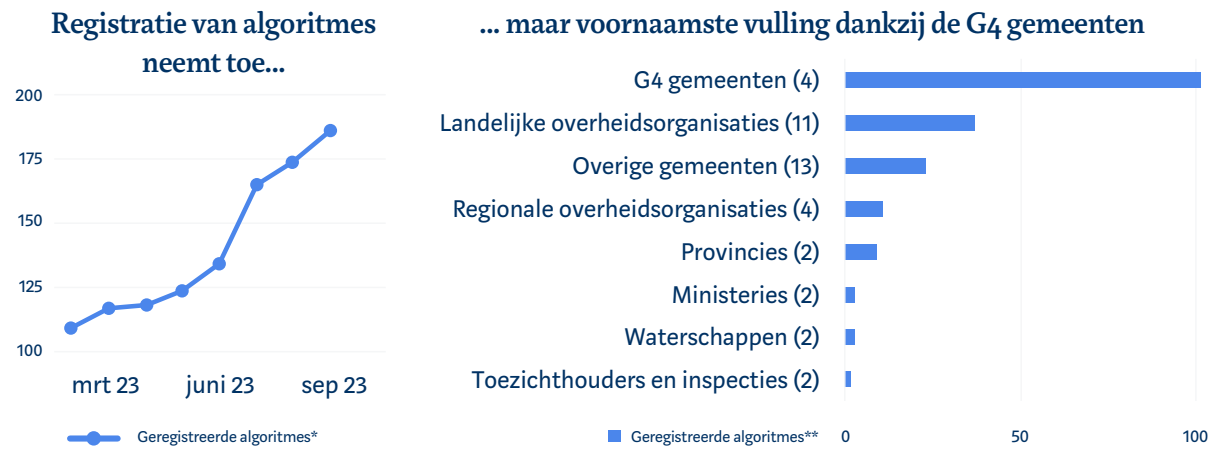 Registratie van algoritmes
neemt toe...
200
175
150
125
100
mrt 23
juni 23
sep 23
Geregistreerde algoritmes*
... maar voornaamste vulling dankzij de G4 gemeenten
G4 gemeenten (4)
Landelijke overheidsorganisaties (11)
Overige gemeenten (13)
Regionale overheidsorganisaties (4)
Provincies (2)
Ministeries (2)
Waterschappen (2)
Toezichthouders en inspecties (2)
Geregistreerde algoritmes**
0
50
100